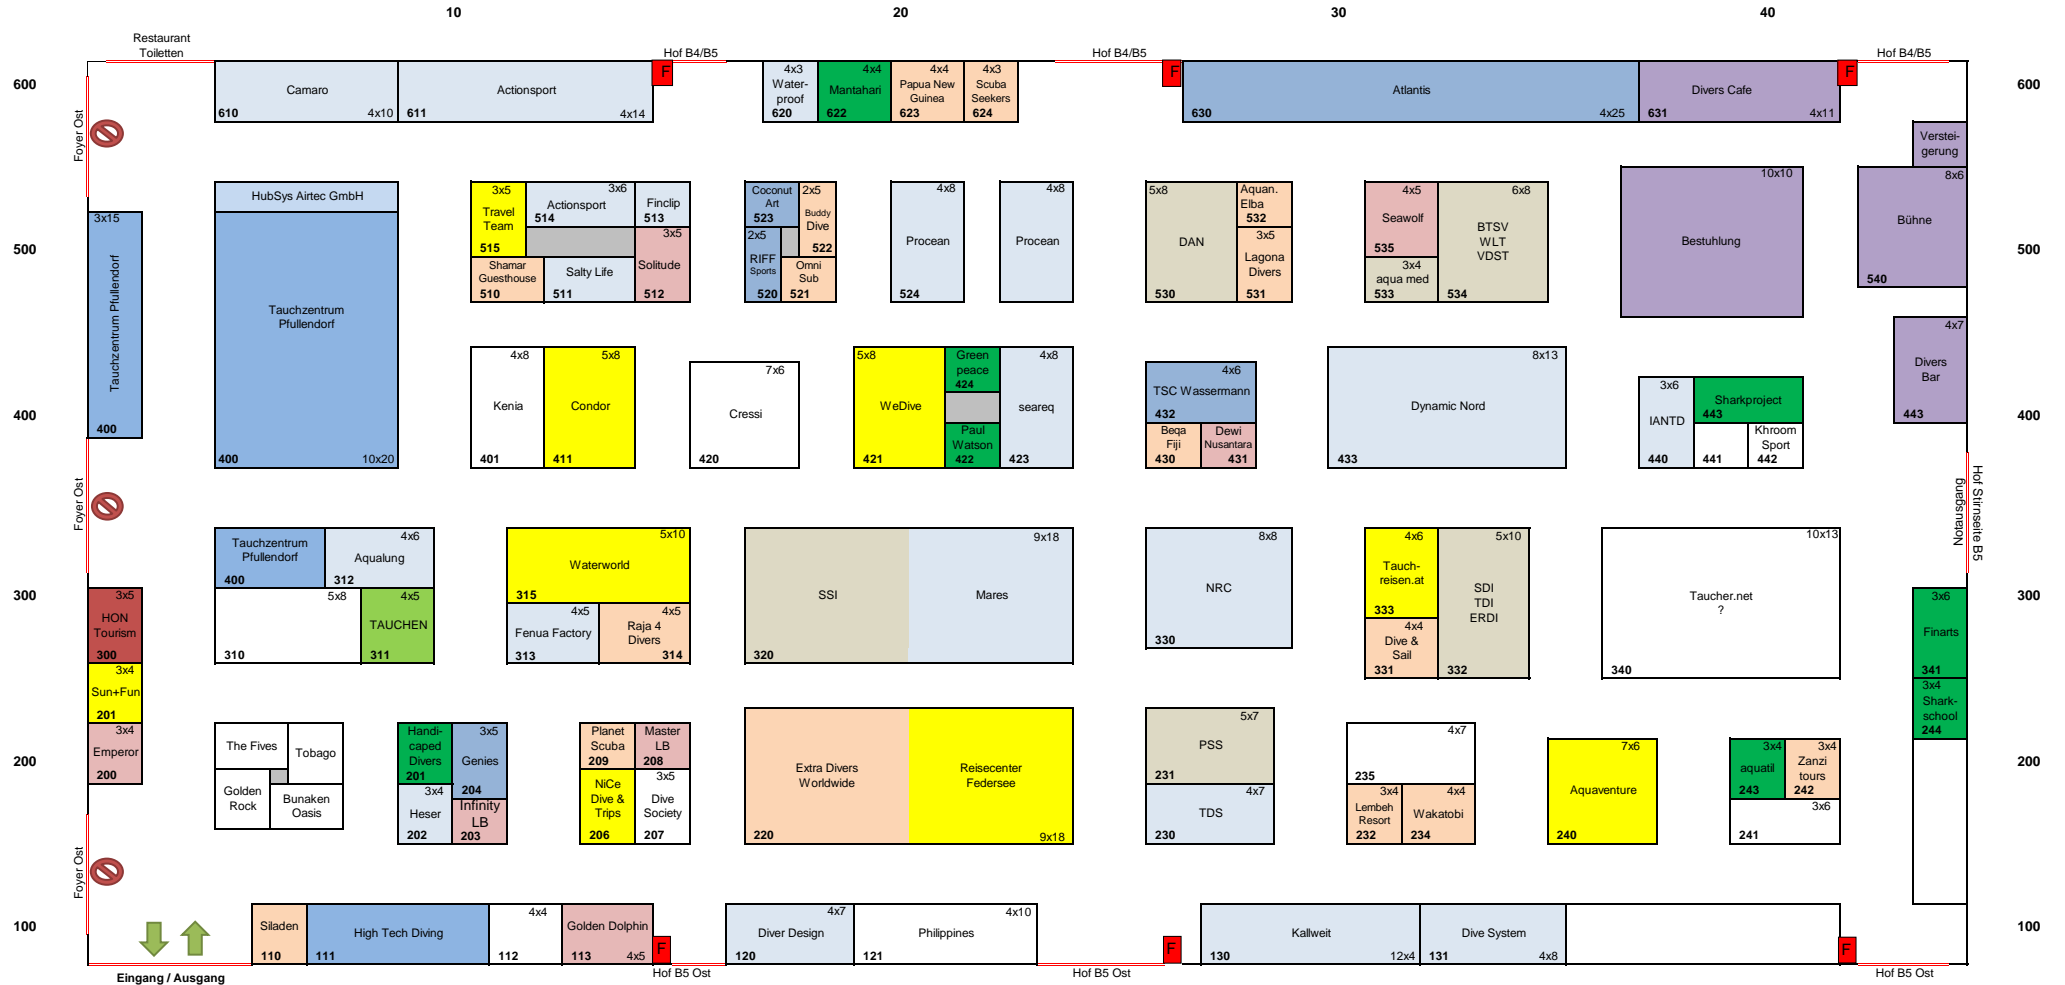 10
20
30
40
Restaurant
Toiletten
Hof B4/B5
Hof B4/B5
Hof B4/B5
600
600
Foyer Ost
Camaro
610
4x10
Actionsport
611
4x14
F
4x3
Water-
proof
620
4x4
Mantahari
622
4x4
Papua New
Guinea
623
4x3
Scuba
Seekers
624
F
Atlantis
630
4x25
Divers Cafe
631
4x11
F
Verstei-
gerung
500
500
3x15
Tauchzentrum Pfullendorf
400
HubSys Airtec GmbH
Tauchzentrum
Pfullendorf
400
10x20
3x5
Travel
Team
515
3x6
Actionsport
514
Finclip
513
Shamar
Guesthouse
510
Salty Life
511
3x5
Solitude
512
Coconut
Art
523
2x5
Buddy
Dive
522
2x5
RIFF
Sports
520
Omni
Sub
521
4x8
Procean
524
4x8
Procean
5x8
DAN
530
Aquan.
Elba
532
3x5
Lagona
Divers
531
4x5
Seawolf
535
3x4
aqua med
533
6x8
BTSV
WLT
VDST
534
10x10
Bestuhlung
8x6
Bühne
540
400
400
4x8
Kenia
401
5x8
Condor
411
7x6
Cressi
420
5x8
WeDive
421
Green
peace
424
Paul
Watson
422
4x8
seareq
423
4x6
TSC Wassermann
432
Beqa
Fiji
430
Dewi
Nusantara
431
8x13
Dynamic Nord
433
3x6
IANTD
440
Sharkproject
443
441
Khroom
Sport
442
4x7
Divers
Bar
443
Foyer Ost
Notausgang
Hof Stirnseite B5
300
300
3x5
HON
Tourism
300
3x4
Sun+Fun
201
3x4
Emperor
200
Tauchzentrum
Pfullendorf
400
4x6
Aqualung
312
5x8
310
4x5
TAUCHEN
311
5x10
Waterworld
315
4x5
Fenua Factory
313
4x5
Raja 4
Divers
314
SSI
320
9x18
Mares
8x8
NRC
330
4x6
Tauch-
reisen.at
333
4x4
Dive &
Sail
331
5x10
SDI
TDI
ERDI
332
10x13
Taucher.net
?
340
3x6
Finarts
341
3x4
Shark-
school
244
200
200
The Fives
Tobago
Golden
Rock
Bunaken
Oasis
Handi-
caped
Divers
201
3x5
Genies
204
3x4
Heser
202
Infinity
LB
203
Planet
Scuba
209
Master
LB
208
NiCe
Dive &
Trips
206
3x5
Dive
Society
207
Extra Divers
Worldwide
220
Reisecenter
Federsee
9x18
5x7
PSS
231
4x7
TDS
230
4x7
235
3x4
Lembeh
Resort
232
4x4
Wakatobi
234
7x6
Aquaventure
240
3x4
aquatil
243
3x4
Zanzi
tours
242
3x6
241
Foyer Ost
100
100
Siladen
110
High Tech Diving
111
4x4
112
Golden Dolphin
113
4x5
F
4x7
Diver Design
120
4x10
Philippines
121
F
Kallweit
130
12x4
Dive System
131
4x8
F
Eingang / Ausgang
Hof B5 Ost
Hof B5 Ost
Hof B5 Ost